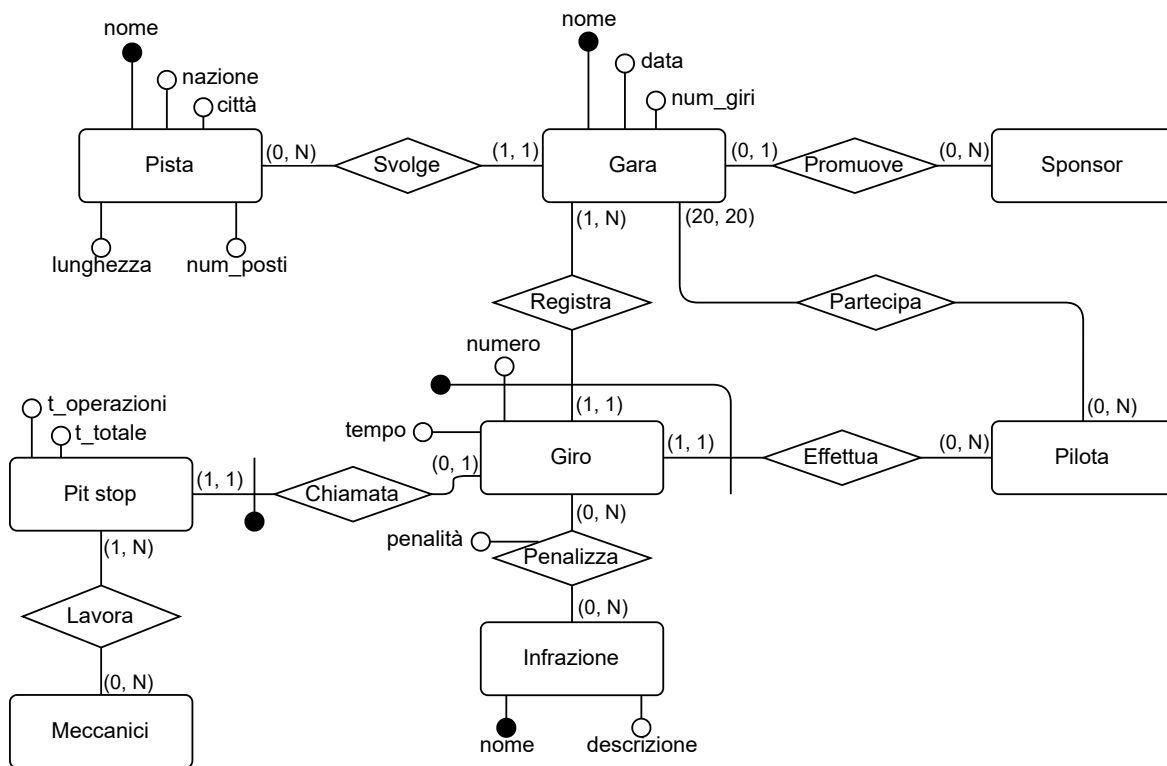 nome
nazione
città
Pista
(0, N)
Svolge
(1, 1)
lunghezza
num_posti
nome
data
num_giri
Gara
(0, 1)
Promuove
(0, N)
Sponsor
(1, N)
(20, 20)
Registra
Partecipa
numero
tempo
(1, 1)
Giro
(1, 1)
Effettua
(0, N)
(0, N)
Pilota
t_operazioni
t_totale
Pit stop
(1, 1)
Chiamata
(0, 1)
(1, N)
Lavora
(0, N)
Meccanici
(0, N)
penalità
Penalizza
(0, N)
Infrazione
nome
descrizione